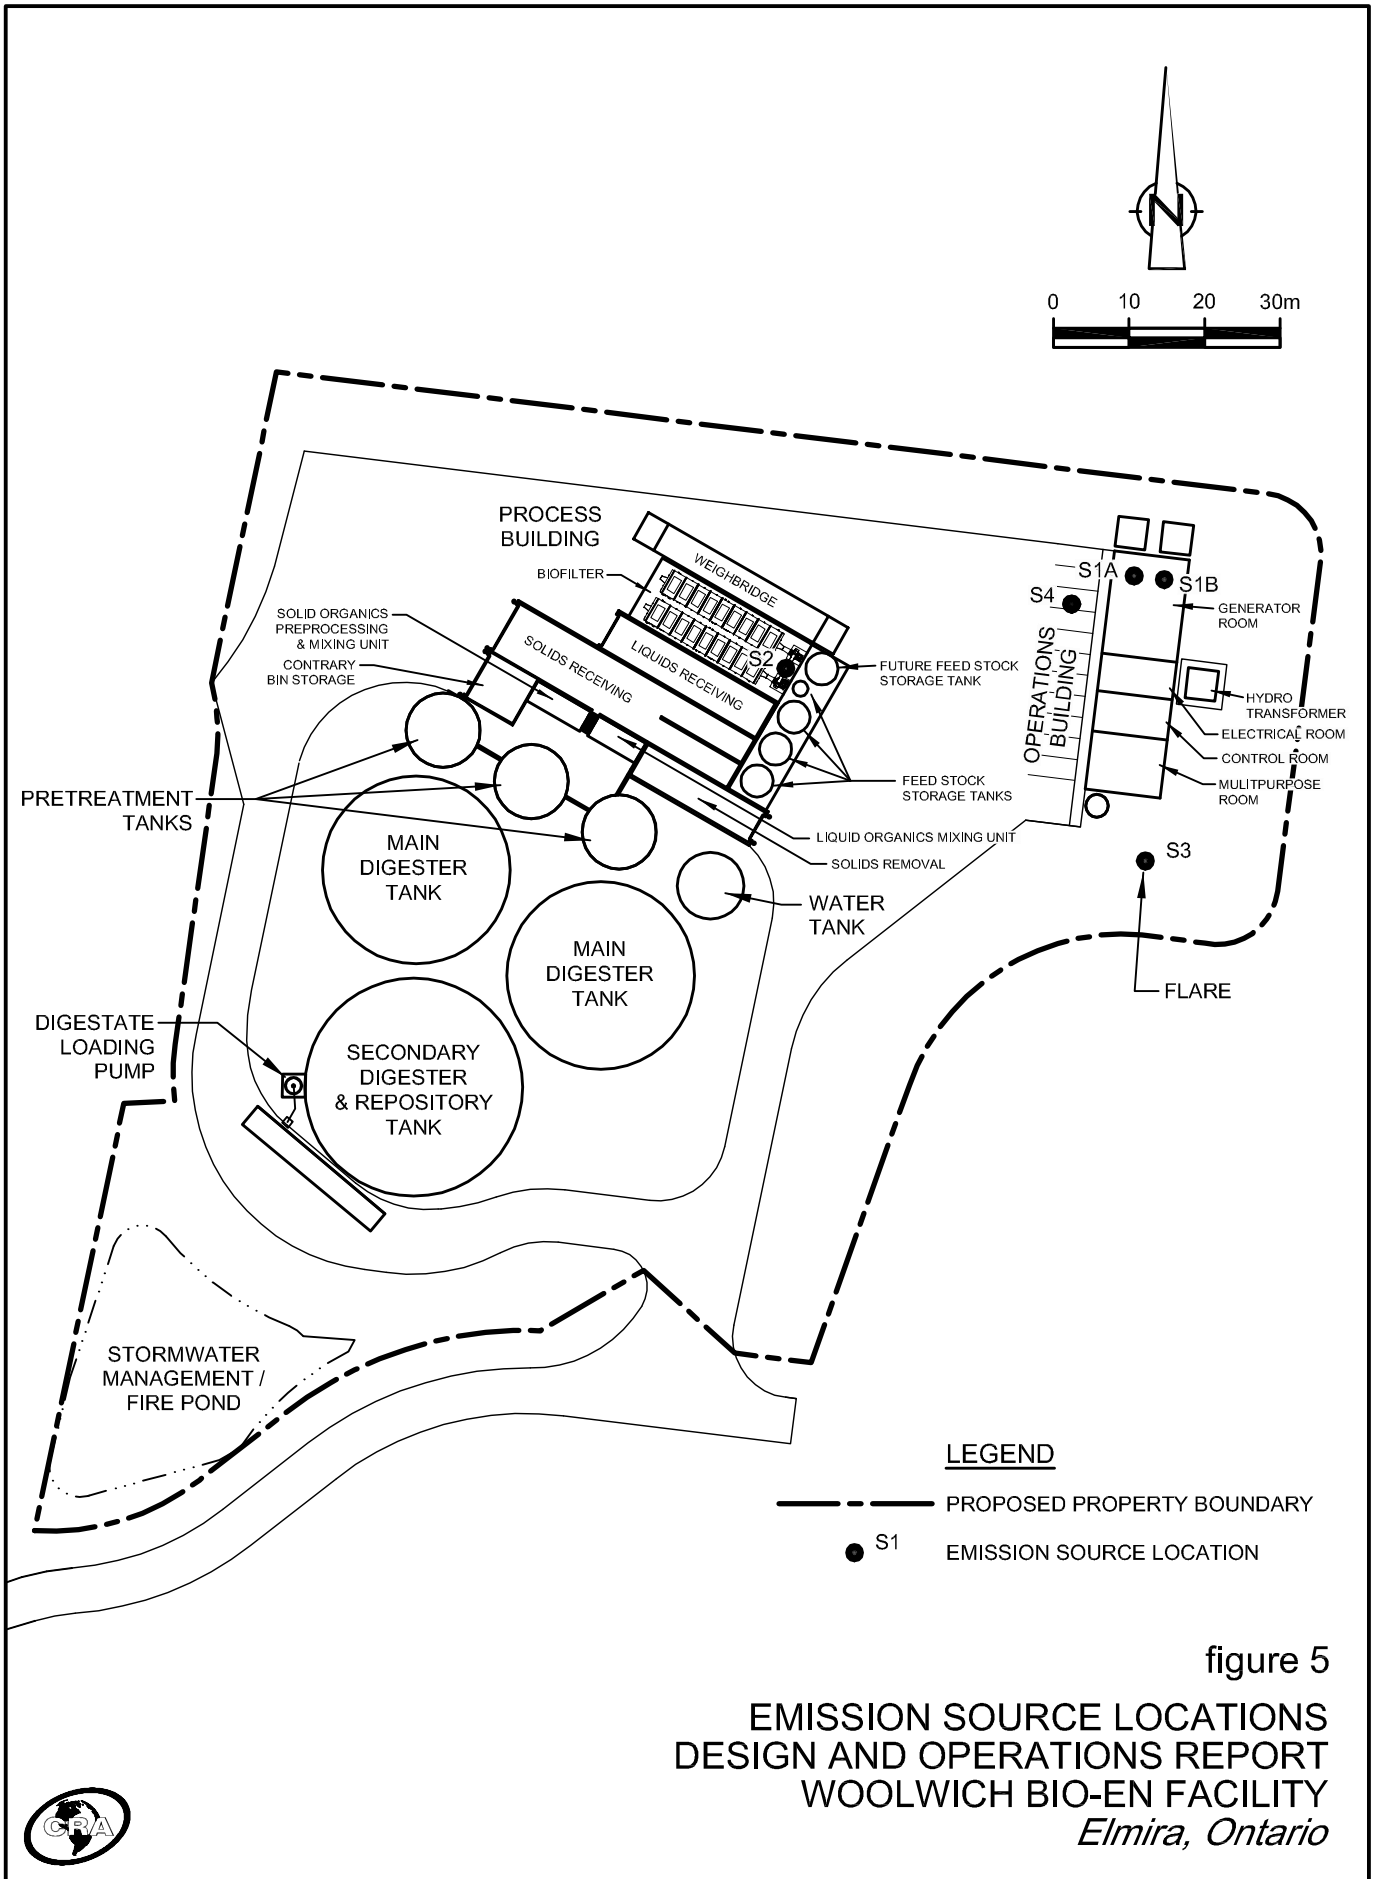 N
0 10 20 30m
PROCESS
BUILDING
WEIGHBRIDGE
BIOFILTER
S1A
S1B
S4
GENERATOR
ROOM
SOLID ORGANICS
PREPROCESSING
& MIXING UNIT
SOLIDS RECEIVING
LIQUIDS RECEIVING
S2
CONTRARY
BIN STORAGE
FUTURE FEED STOCK
STORAGE TANK
OPERATIONS
BUILDING
HYDRO
TRANSFORMER
ELECTRICAL ROOM
CONTROL ROOM
MULITPURPOSE
ROOM
FEED STOCK
STORAGE TANKS
PRETREATMENT
TANKS
LIQUID ORGANICS MIXING UNIT
SOLIDS REMOVAL
MAIN
DIGESTER
TANK
S3
WATER
TANK
MAIN
DIGESTER
TANK
FLARE
DIGESTATE
LOADING
PUMP
SECONDARY
DIGESTER
& REPOSITORY
TANK
STORMWATER
MANAGEMENT /
FIRE POND
LEGEND
PROPOSED PROPERTY BOUNDARY
S1 EMISSION SOURCE LOCATION
figure 5
EMISSION SOURCE LOCATIONS
DESIGN AND OPERATIONS REPORT
WOOLWICH BIO-EN FACILITY
Elmira, Ontario
CRA